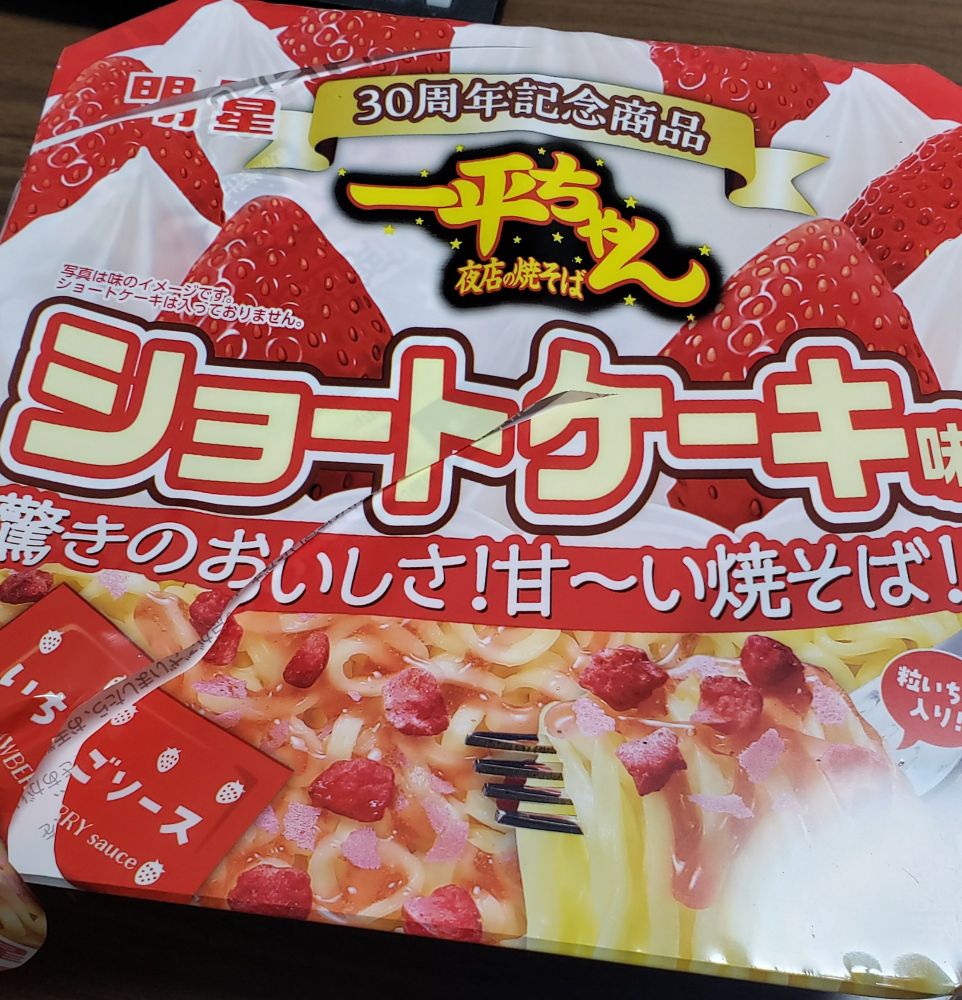 明星
30周年記念商品
一平ちゃん
夜店の焼そば
写真は味のイメージです。
ショートケーキは入っておりません。
ショートケーキ味
驚きのおいしさ!甘〜い焼そば!
いちごソース
RRY sauce
粒いち
入り!